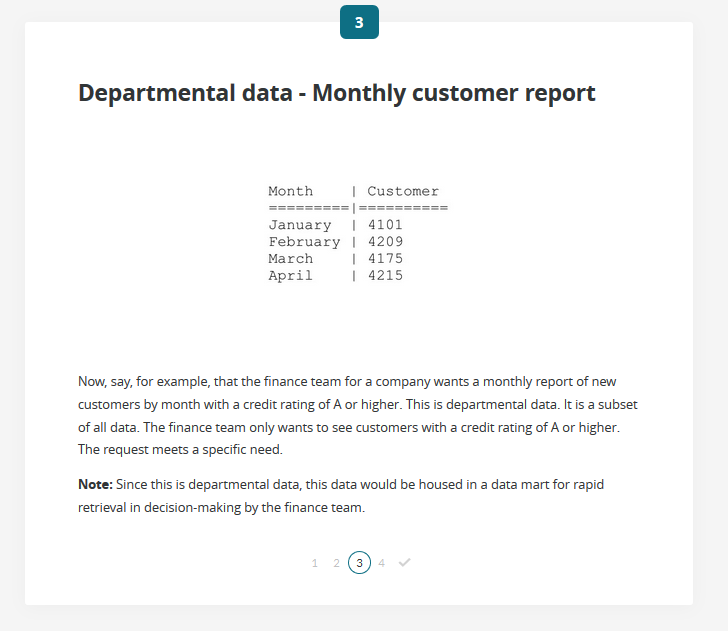 3
Departmental data - Monthly customer report
Month    | Customer
=========|==========
January  | 4101
February | 4209
March    | 4175
April    | 4215
Now, say, for example, that the finance team for a company wants a monthly report of new
customers by month with a credit rating of A or higher. This is departmental data. It is a subset
of all data. The finance team only wants to see customers with a credit rating of A or higher.
The request meets a specific need.
Note: Since this is departmental data, this data would be housed in a data mart for rapid
retrieval in decision-making by the finance team.
1 2 3 4